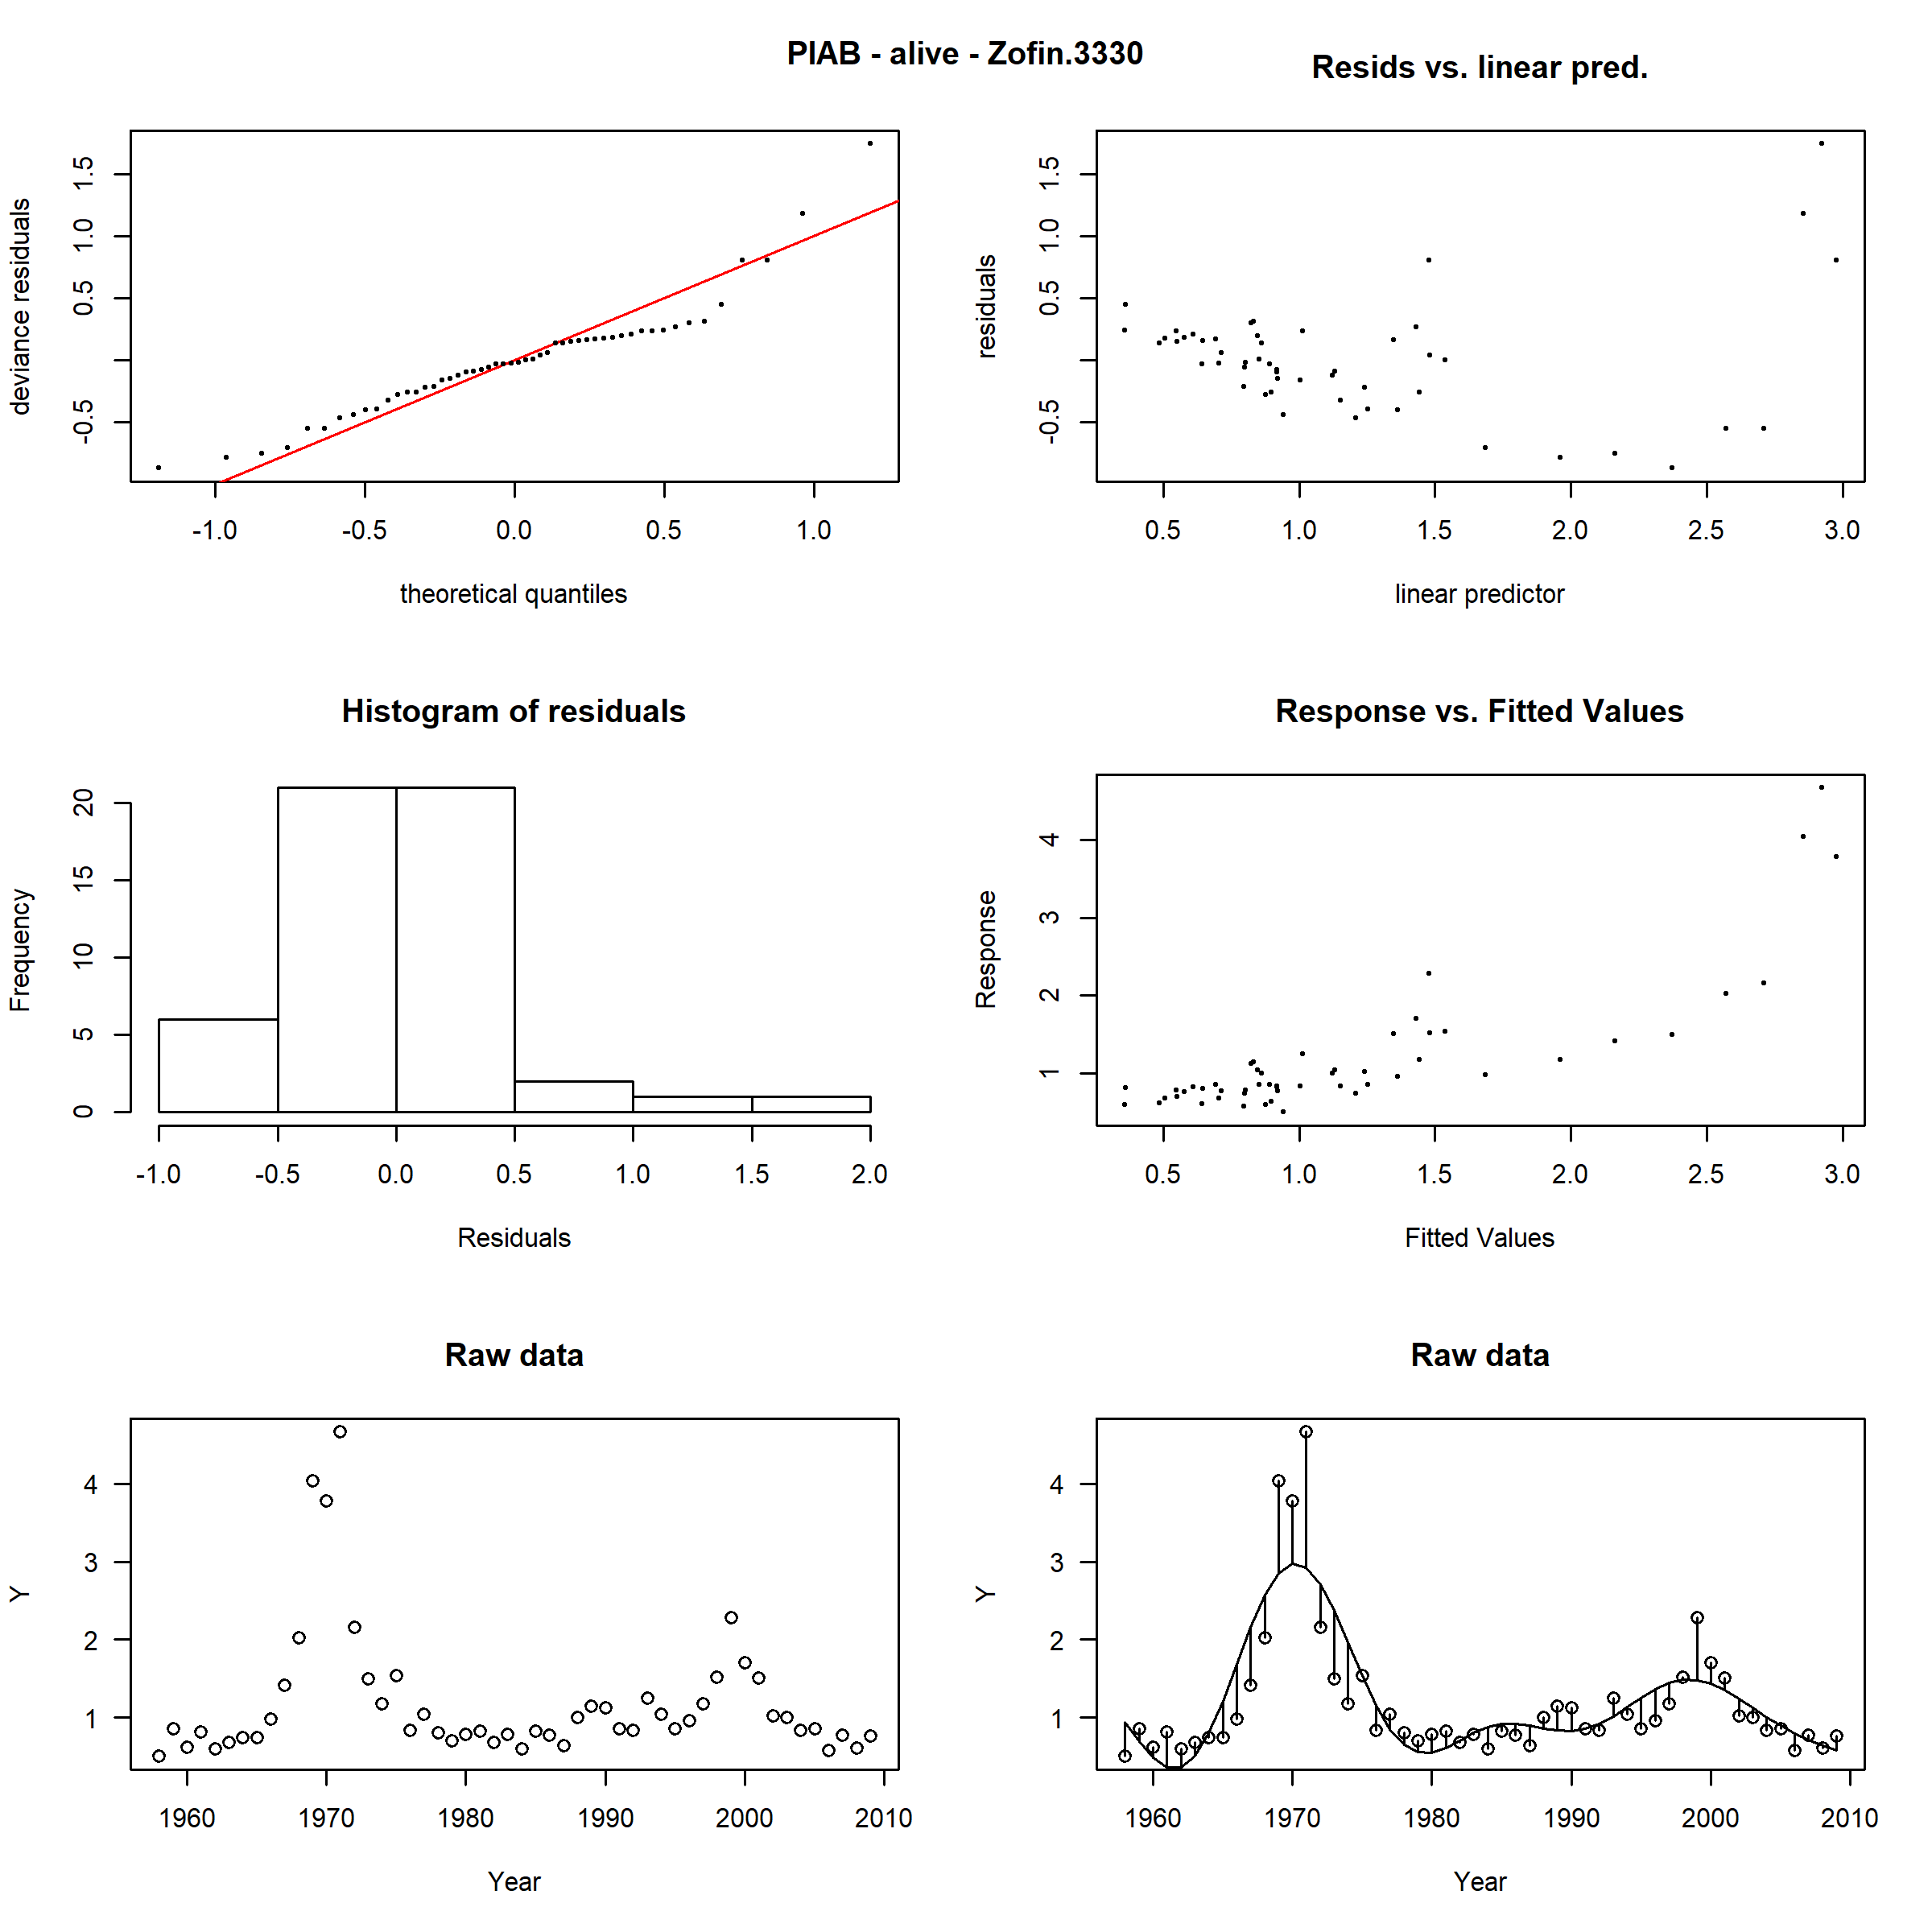 PIAB - alive - Zofin.3330
Resids vs. linear pred.
deviance residuals
-0.5 0.5 1.0 1.5
-1.0 -0.5 0.0 0.5 1.0
theoretical quantiles
residuals
-0.5 0.5 1.0 1.5
0.5 1.0 1.5 2.0 2.5 3.0
linear predictor
Histogram of residuals
Frequency
0 5 10 15 20
-1.0 -0.5 0.0 0.5 1.0 1.5 2.0
Residuals
Response vs. Fitted Values
Response
1 2 3 4
0.5 1.0 1.5 2.0 2.5 3.0
Fitted Values
Raw data
Y
1 2 3 4
1960 1970 1980 1990 2000 2010
Year
Raw data
Y
1 2 3 4
1960 1970 1980 1990 2000 2010
Year